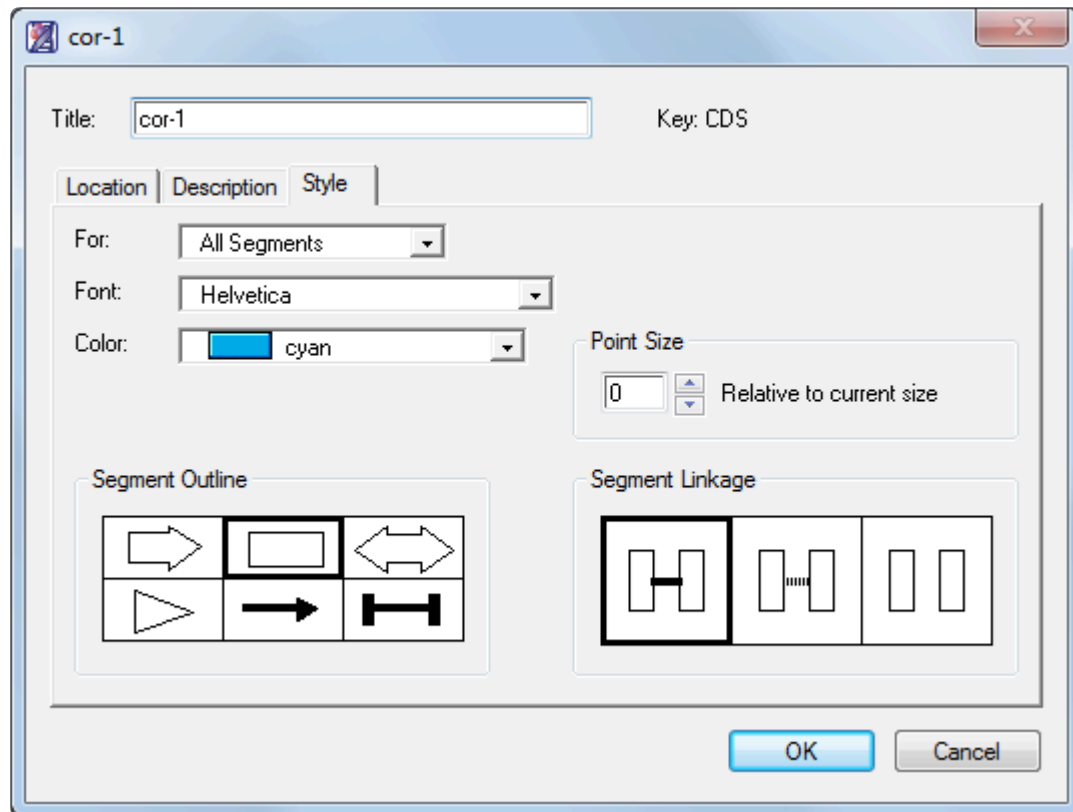 cor-1
Title: cor-1 Key: CDS
Location Description Style
For: All Segments
Font: Helvetica
Color: cyan
Point Size
0 Relative to current size
Segment Outline Segment Linkage
OK Cancel